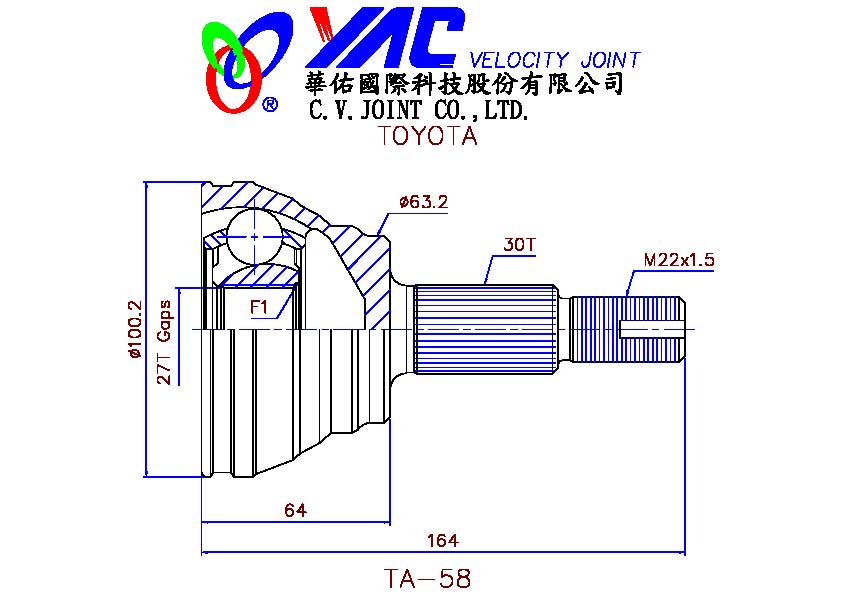 YAC VELOCITY JOINT
®
華佑國際科技股份有限公司
C.V.JOINT CO.,LTD.
TOYOTA
ø63.2
30T
M22x1.5
F1
ø100.2
27T Gaps
64
164
TA-58